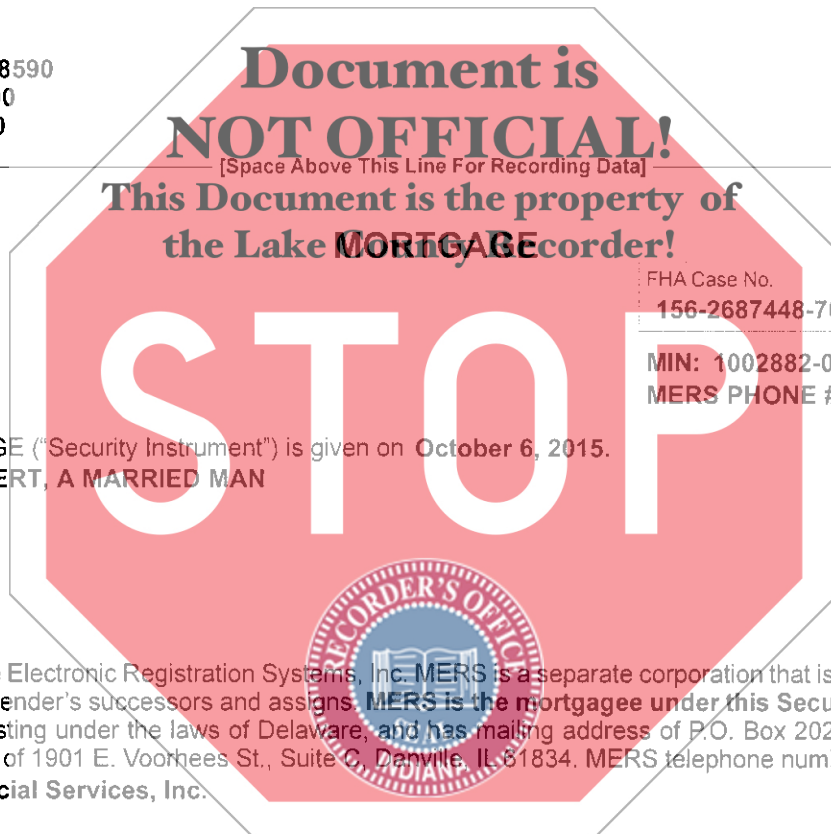 8590
0
0
Document is
NOT OFFICIAL!
[Space Above This Line For Recording Data]
This Document is the property of
the Lake County Recorder!
MORTGAGE
FHA Case No.
156-2687448-70
MIN: 1002882-0
MERS PHONE #
STOP
GE (“Security Instrument”) is given on October 6, 2015.
ERT, A MARRIED MAN
RECORDER'S OFFICE
Electronic Registration Systems, Inc. MERS is a separate corporation that is
ender's successors and assigns. MERS is the mortgagee under this Secu
sting under the laws of Delaware, and has mailing address of P.O. Box 202
of 1901 E. Voorhees St., Suite C, Danville, IL 61834. MERS telephone num
INDIANA
cial Services, Inc.